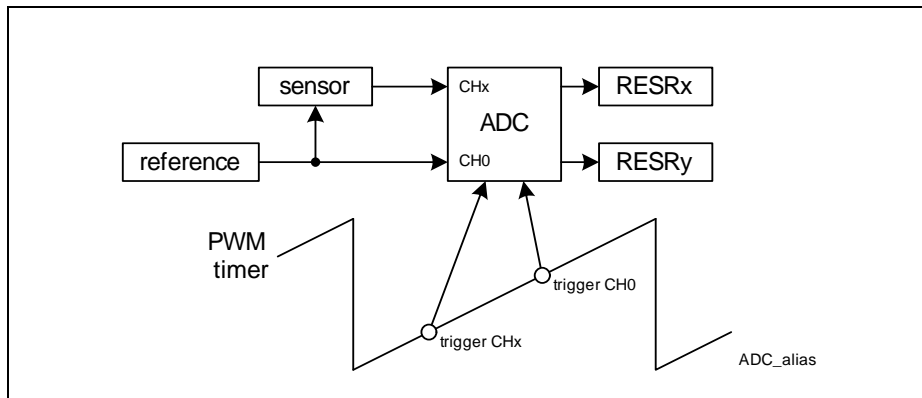 sensor
CHx
ADC
RESRx
reference
CH0
RESRy
PWM
timer
trigger CH0
trigger CHx
ADC_alias